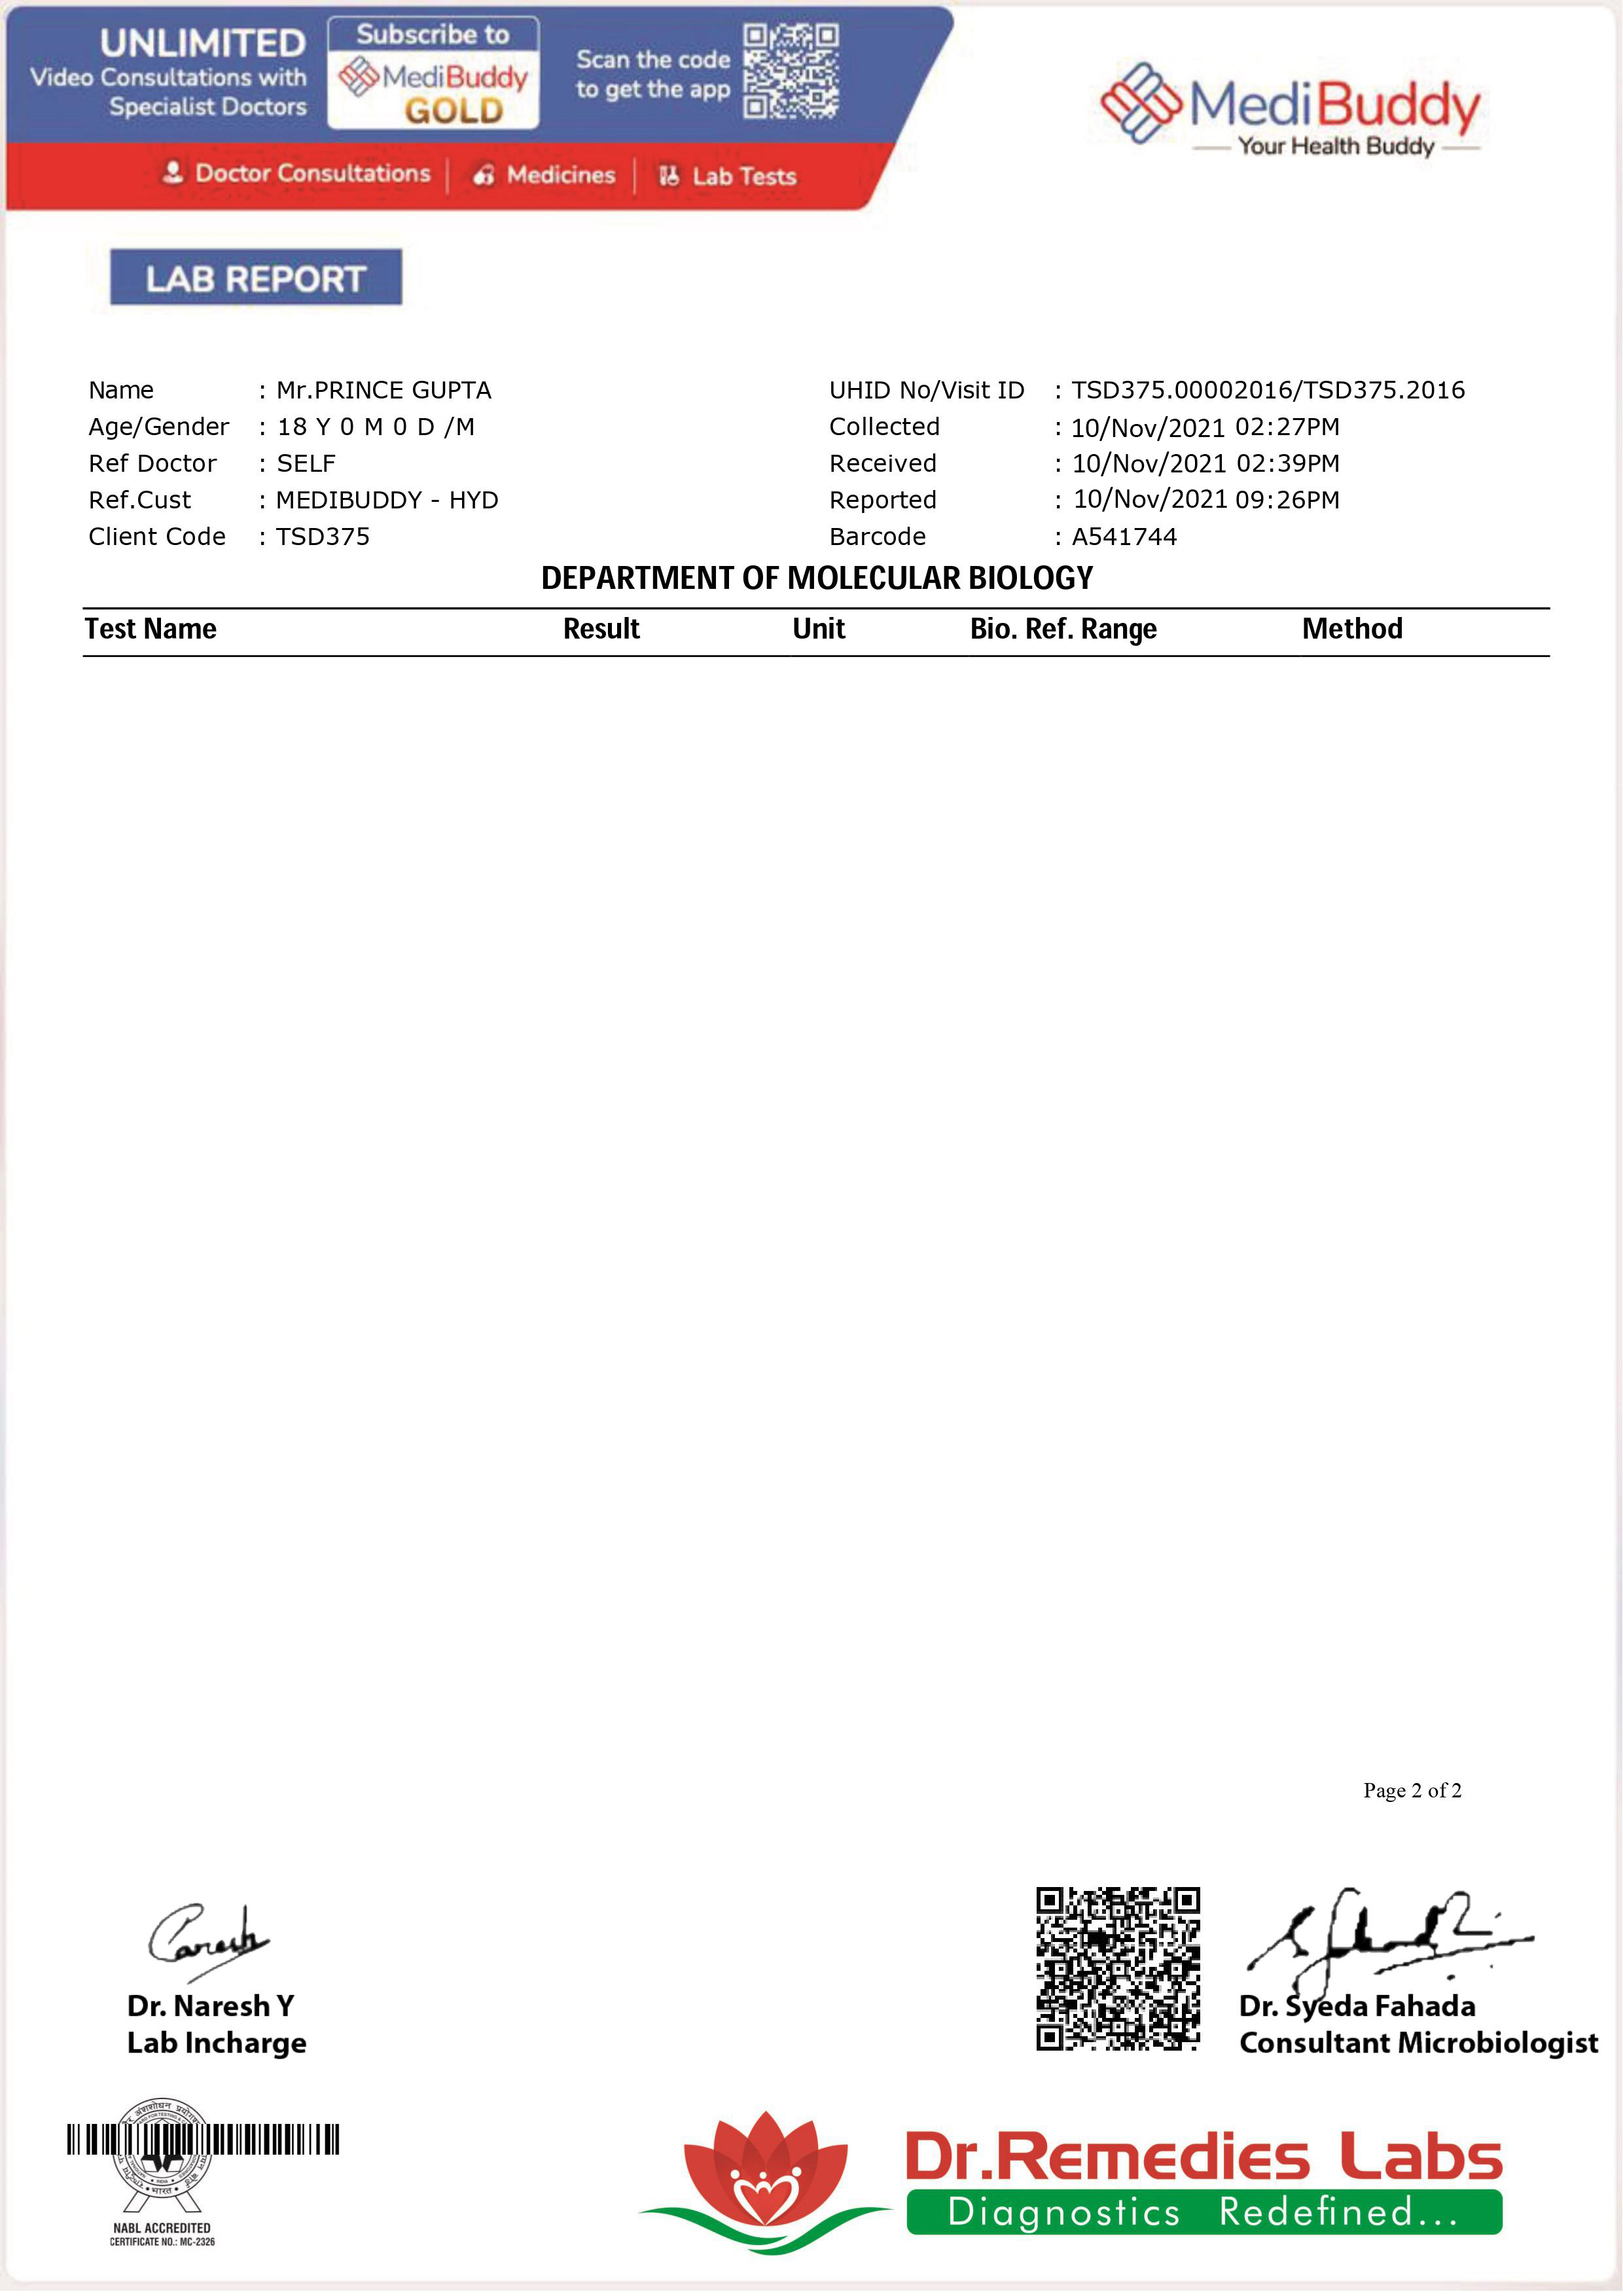 UNLIMITED
Video Consultations with
Specialist Doctors
Subscribe to
MediBuddy
GOLD
Scan the code
to get the app
Doctor Consultations | Medicines | Lab Tests
MediBuddy
Your Health Buddy
LAB REPORT
Name : Mr.PRINCE GUPTA
Age/Gender : 18 Y 0 M 0 D /M
Ref Doctor : SELF
Ref.Cust : MEDIBUDDY - HYD
Client Code : TSD375
UHID No/Visit ID : TSD375.00002016/TSD375.2016
Collected : 10/Nov/2021 02:27PM
Received : 10/Nov/2021 02:39PM
Reported : 10/Nov/2021 09:26PM
Barcode : A541744
DEPARTMENT OF MOLECULAR BIOLOGY
Test Name Result Unit Bio. Ref. Range Method
Page 2 of 2
Dr. Naresh Y
Lab Incharge
Dr. Syeda Fahada
Consultant Microbiologist
भारत
NABL ACCREDITED
CERTIFICATE NO.: MC-2326
Dr.Remedies Labs
Diagnostics Redefined...